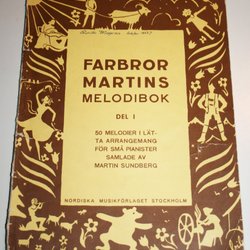 FARBROR
MARTINS
MELODIBOK
DEL I
50 MELODIER I LÄT-
TA ARRANGEMANG
FÖR SMÅ PIANISTER
SAMLADE AV
MARTIN SUNDBERG
NORDISKA MUSIKFÖRLAGET STOCKHOLM